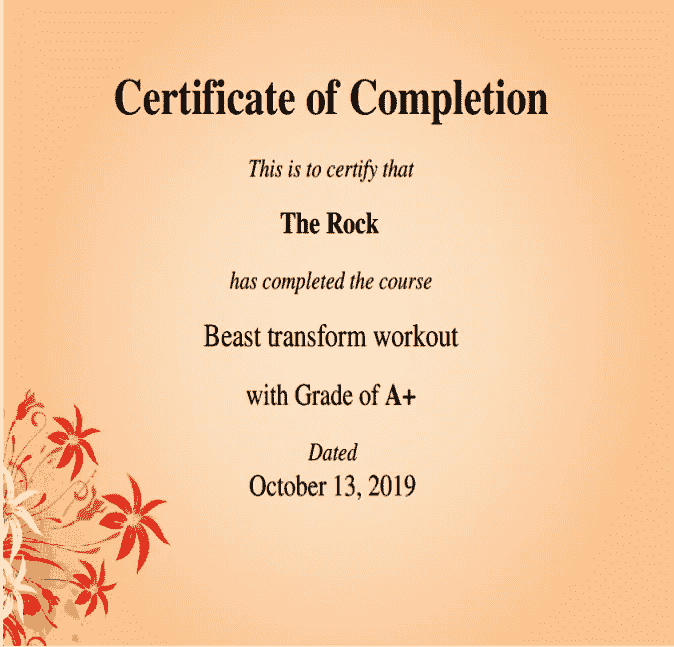 Certificate of Completion
This is to certify that
The Rock
has completed the course
Beast transform workout
with Grade of A+
Dated
October 13, 2019